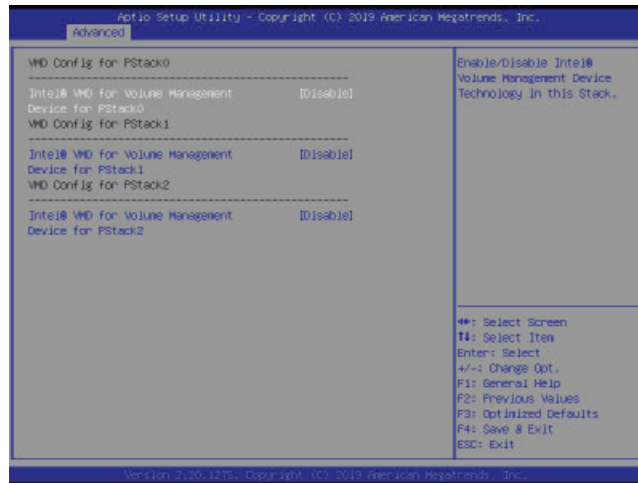 Aptio Setup Utility - Copyright (C) 2019 American Megatrends, Inc.
Advanced
VMD Config for PStack0
--------------------------------------------------
Intel® VMD for Volume Management [Disable]
Device for PStack0
VMD Config for PStack1
--------------------------------------------------
Intel® VMD for Volume Management [Disable]
Device for PStack1
VMD Config for PStack2
--------------------------------------------------
Intel® VMD for Volume Management [Disable]
Device for PStack2
Enable/Disable Intel®
Volume Management Device
Technology in this Stack.
→←: Select Screen
↑↓: Select Item
Enter: Select
+/-: Change Opt.
F1: General Help
F2: Previous Values
F3: Optimized Defaults
F4: Save & Exit
ESC: Exit
Version 2.20.1275. Copyright (C) 2019 American Megatrends, Inc.